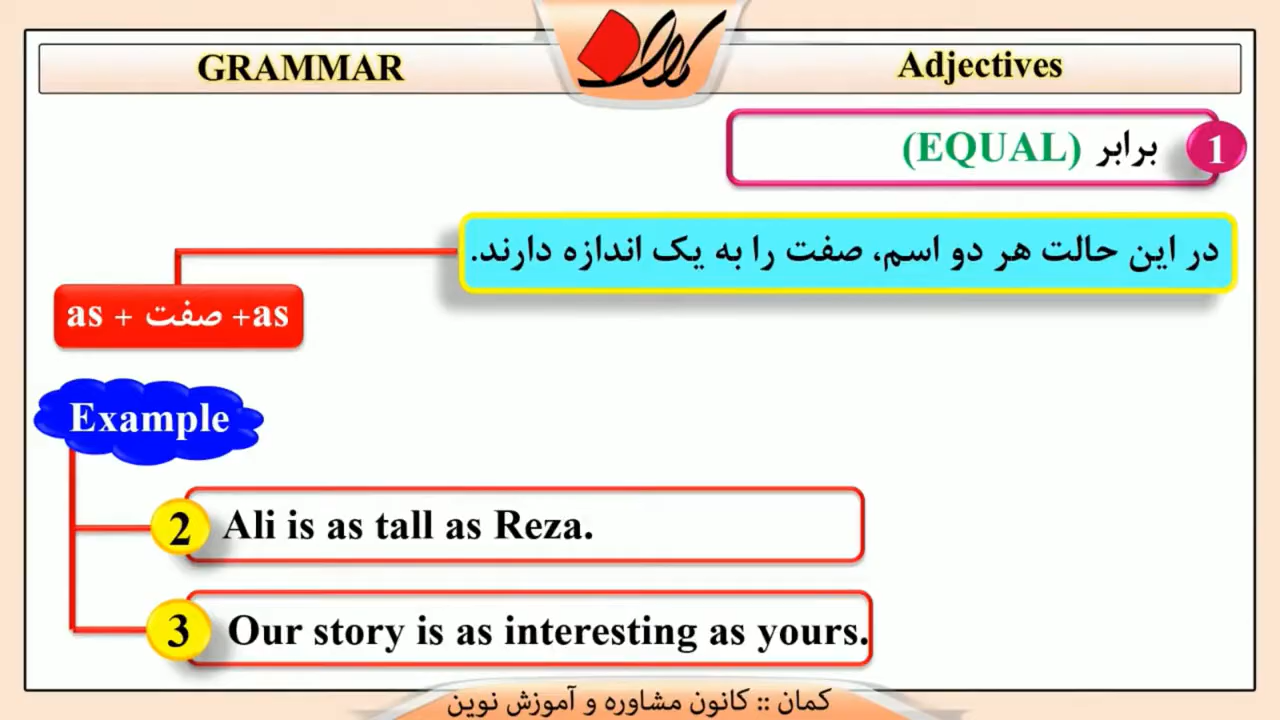 GRAMMAR
کمان
Adjectives
1
برابر (EQUAL)
در این حالت هر دو اسم، صفت را به یک اندازه دارند.
as + صفت +as
Example
2 Ali is as tall as Reza.
3 Our story is as interesting as yours.
کمان :: کانون مشاوره و آموزش نوین